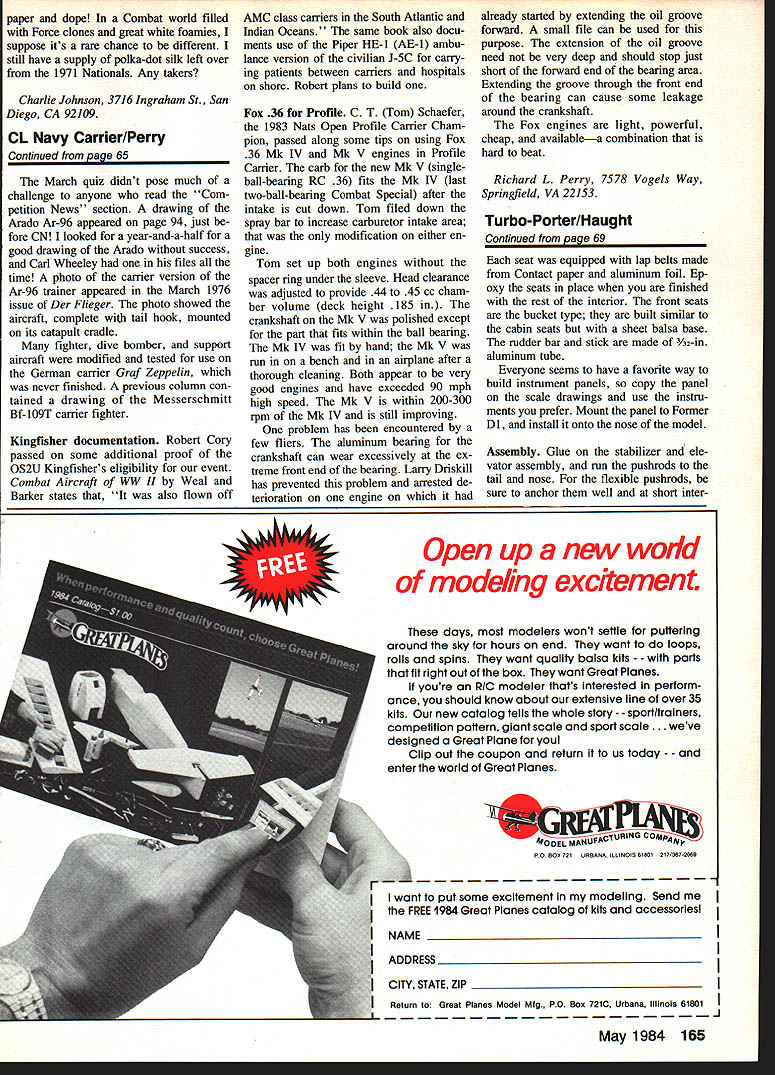 paper and dope! In a Combat world filled
with Force clones and great white foamies, I
suppose it's a rare chance to be different. I
still have a supply of polka-dot silk left over
from the 1971 Nationals. Any takers?
Charlie Johnson, 3716 Ingraham St., San
Diego, CA 92109.
CL Navy Carrier/Perry
Continued from page 65
The March quiz didn't pose much of a
challenge to anyone who read the "Com-
petition News" section. A drawing of the
Arado Ar-96 appeared on page 94, just be-
fore CN! I looked for a year-and-a-half for a
good drawing of the Arado without success,
and Carl Wheeley had one in his files all the
time! A photo of the carrier version of the
Ar-96 trainer appeared in the March 1976
issue of Der Flieger. The photo showed the
aircraft, complete with tail hook, mounted
on its catapult cradle.
Many fighter, dive bomber, and support
aircraft were modified and tested for use on
the German carrier Graf Zeppelin, which
was never finished. A previous column con-
tained a drawing of the Messerschmitt
Bf-109T carrier fighter.
Kingfisher documentation. Robert Cory
passed on some additional proof of the
OS2U Kingfisher's eligibility for our event.
Combat Aircraft of WW II by Weal and
Barker states that, "It was also flown off
AMC class carriers in the South Atlantic and
Indian Oceans." The same book also docu-
ments use of the Piper HE-1 (AE-1) ambu-
lance version of the civilian J-5C for carry-
ing patients between carriers and hospitals
on shore. Robert plans to build one.
Fox .36 for Profile. C. T. (Tom) Schaefer,
the 1983 Nats Open Profile Carrier Cham-
pion, passed along some tips on using Fox
.36 Mk IV and Mk V engines in Profile
Carrier. The carb for the new Mk V (single-
ball-bearing RC .36) fits the Mk IV (last
two-ball-bearing Combat Special) after the
intake is cut down. Tom filed down the
spray bar to increase carburetor intake area;
that was the only modification on either en-
gine.
Tom set up both engines without the
spacer ring under the sleeve. Head clearance
was adjusted to provide .44 to .45 cc cham-
ber volume (deck height .185 in.). The
crankshaft on the Mk V was polished except
for the part that fits within the ball bearing.
The Mk IV was fit by hand; the Mk V was
run in on a bench and in an airplane after a
thorough cleaning. Both appear to be very
good engines and have exceeded 90 mph
high speed. The Mk V is within 200-300
rpm of the Mk IV and is still improving.
One problem has been encountered by a
few fliers. The aluminum bearing for the
crankshaft can wear excessively at the ex-
treme front end of the bearing. Larry Driskill
has prevented this problem and arrested de-
terioration on one engine on which it had
already started by extending the oil groove
forward. A small file can be used for this
purpose. The extension of the oil groove
need not be very deep and should stop just
short of the forward end of the bearing area.
Extending the groove through the front end
of the bearing can cause some leakage
around the crankshaft.
The Fox engines are light, powerful,
cheap, and available—a combination that is
hard to beat.
Richard L. Perry, 7578 Vogels Way,
Springfield, VA 22153.
Turbo-Porter/Haught
Continued from page 69
Each seat was equipped with lap belts made
from Contact paper and aluminum foil. Ep-
oxy the seats in place when you are finished
with the rest of the interior. The front seats
are the bucket type; they are built similar to
the cabin seats but with a sheet balsa base.
The rudder bar and stick are made of 3/32-in.
aluminum tube.
Everyone seems to have a favorite way to
build instrument panels, so copy the panel
on the scale drawings and use the instru-
ments you prefer. Mount the panel to Former
D1, and install it onto the nose of the model.
Assembly. Glue on the stabilizer and ele-
vator assembly, and run the pushrods to the
tail and nose. For the flexible pushrods, be
sure to anchor them well and at short inter-
FREE
When performance and quality count, choose Great Planes!
1984 Catalog—$1.00
GREAT PLANES
Open up a new world
of modeling excitement.
These days, most modelers won't settle for puttering
around the sky for hours on end. They want to do loops,
rolls and spins. They want quality balsa kits - - with parts
that fit right out of the box. They want Great Planes.
If you're an R/C modeler that's interested in perform-
ance, you should know about our extensive line of over 35
kits. Our new catalog tells the whole story - - sport/trainers,
competition pattern, giant scale and sport scale . . . we've
designed a Great Plane for you!
Clip out the coupon and return it to us today - - and
enter the world of Great Planes.
GREAT PLANES
MODEL MANUFACTURING COMPANY
P.O. BOX 721 URBANA, ILLINOIS 61801 217/367-2069
I want to put some excitement in my modeling. Send me
the FREE 1984 Great Planes catalog of kits and accessories!
NAME
ADDRESS
CITY, STATE, ZIP
Return to: Great Planes Model Mfg., P.O. Box 721C, Urbana, Illinois 61801
May 1984 165